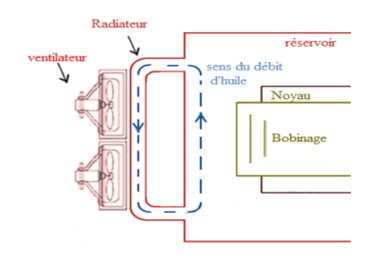 Radiateur
réservoir
ventilateur
sens du débit
d'huile
Noyau
Bobinage